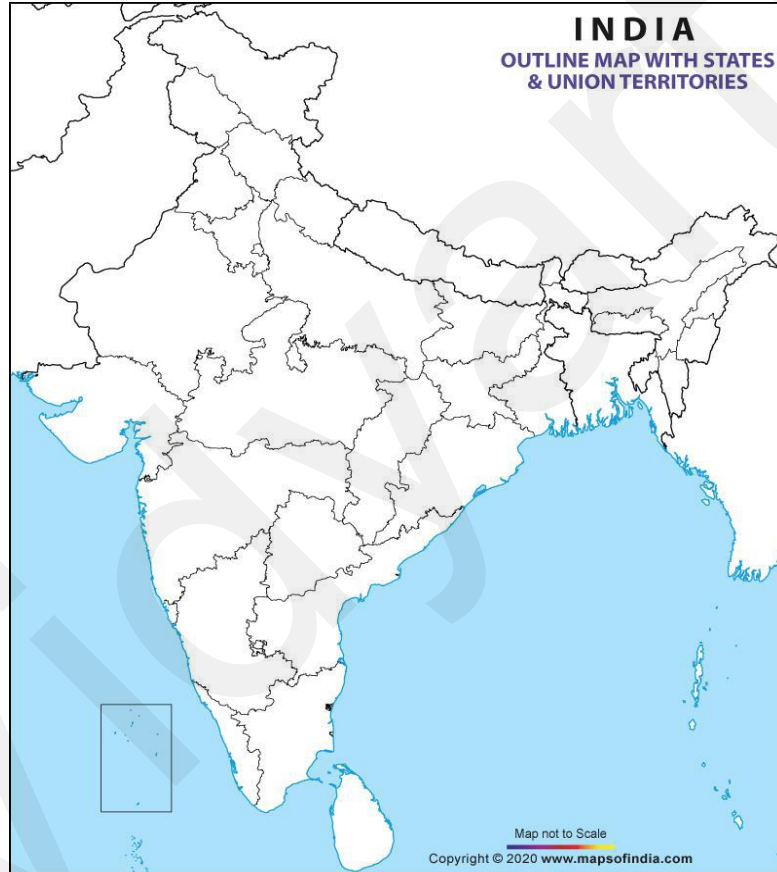 INDIA
OUTLINE MAP WITH STATES
& UNION TERRITORIES
Map not to Scale
Copyright © 2020 www.mapsofindia.com